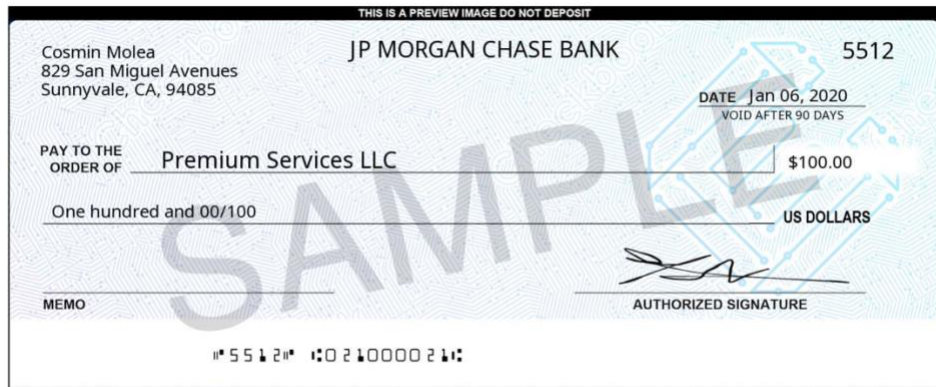 THIS IS A PREVIEW IMAGE DO NOT DEPOSIT
Cosmin Molea
829 San Miguel Avenues
Sunnyvale, CA, 94085
JP MORGAN CHASE BANK
5512
DATE Jan 06, 2020
VOID AFTER 90 DAYS
PAY TO THE
ORDER OF Premium Services LLC $100.00
One hundred and 00/100 US DOLLARS
SAMPLE
MEMO AUTHORIZED SIGNATURE
⑈5512⑈ ⑆021000021⑆